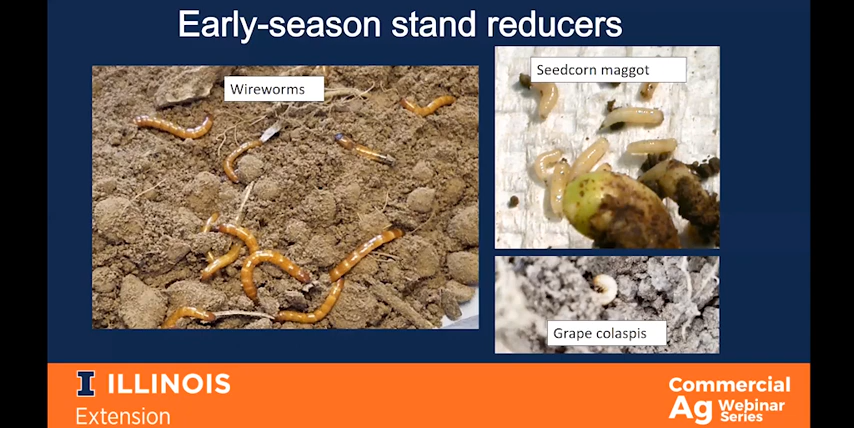 Early-season stand reducers
Wireworms
Seedcorn maggot
Grape colaspis
I ILLINOIS
Extension
Commercial
Ag Webinar
Series